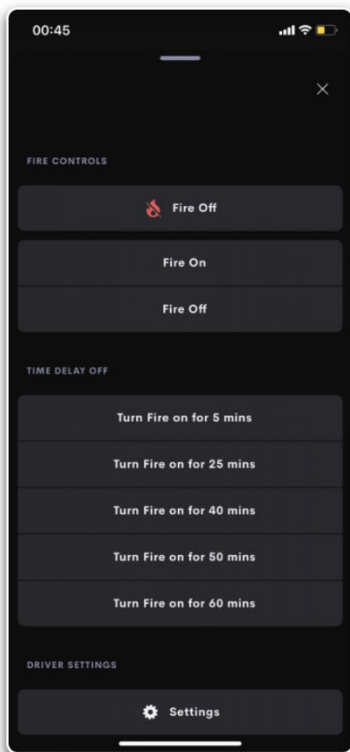 00:45
FIRE CONTROLS
Fire Off
Fire On
Fire Off
TIME DELAY OFF
Turn Fire on for 5 mins
Turn Fire on for 25 mins
Turn Fire on for 40 mins
Turn Fire on for 50 mins
Turn Fire on for 60 mins
DRIVER SETTINGS
Settings